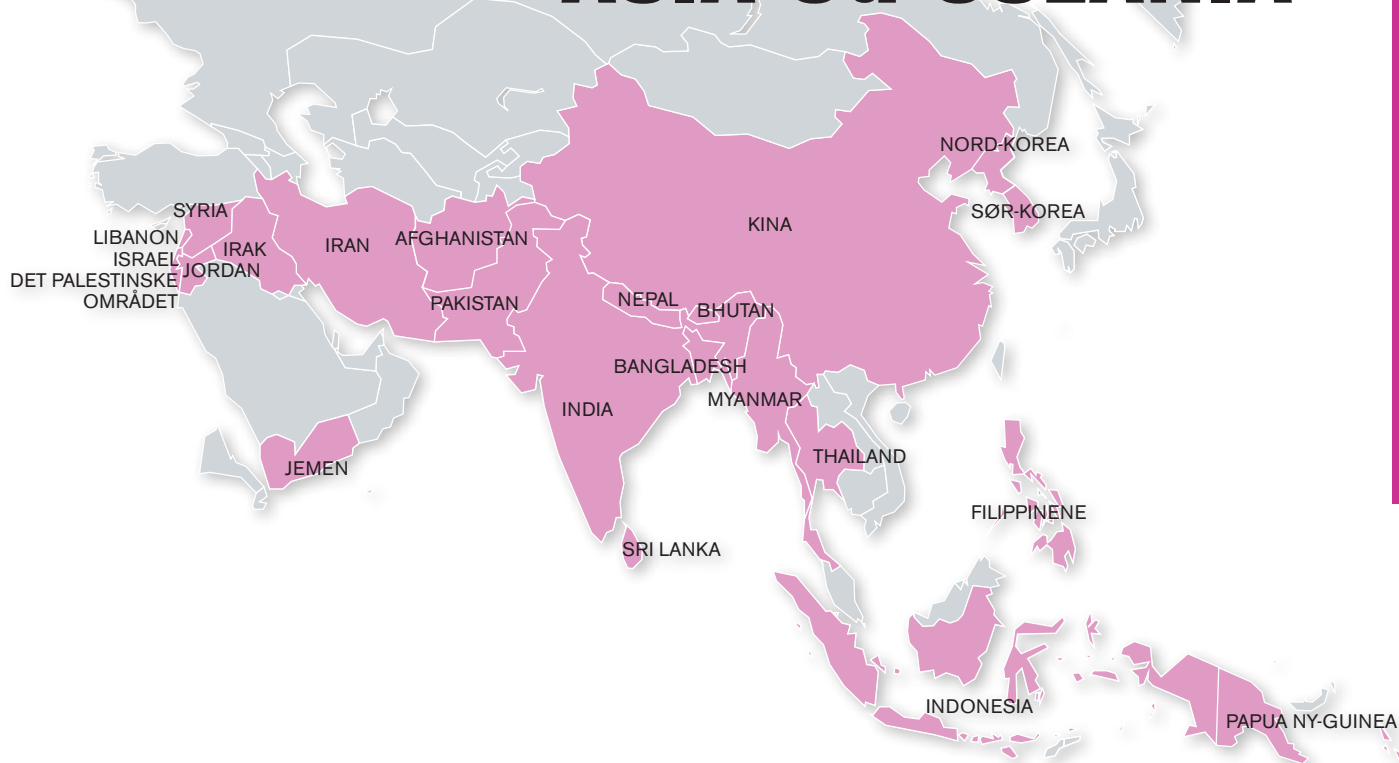 NORD-KOREA
SYRIA
SØR-KOREA
KINA
LIBANON
IRAK
IRAN
AFGHANISTAN
ISRAEL
JORDAN
DET PALESTINSKE
OMRÅDET
PAKISTAN
NEPAL
BHUTAN
BANGLADESH
MYANMAR
INDIA
THAILAND
JEMEN
FILIPPINENE
SRI LANKA
INDONESIA
PAPUA NY-GUINEA